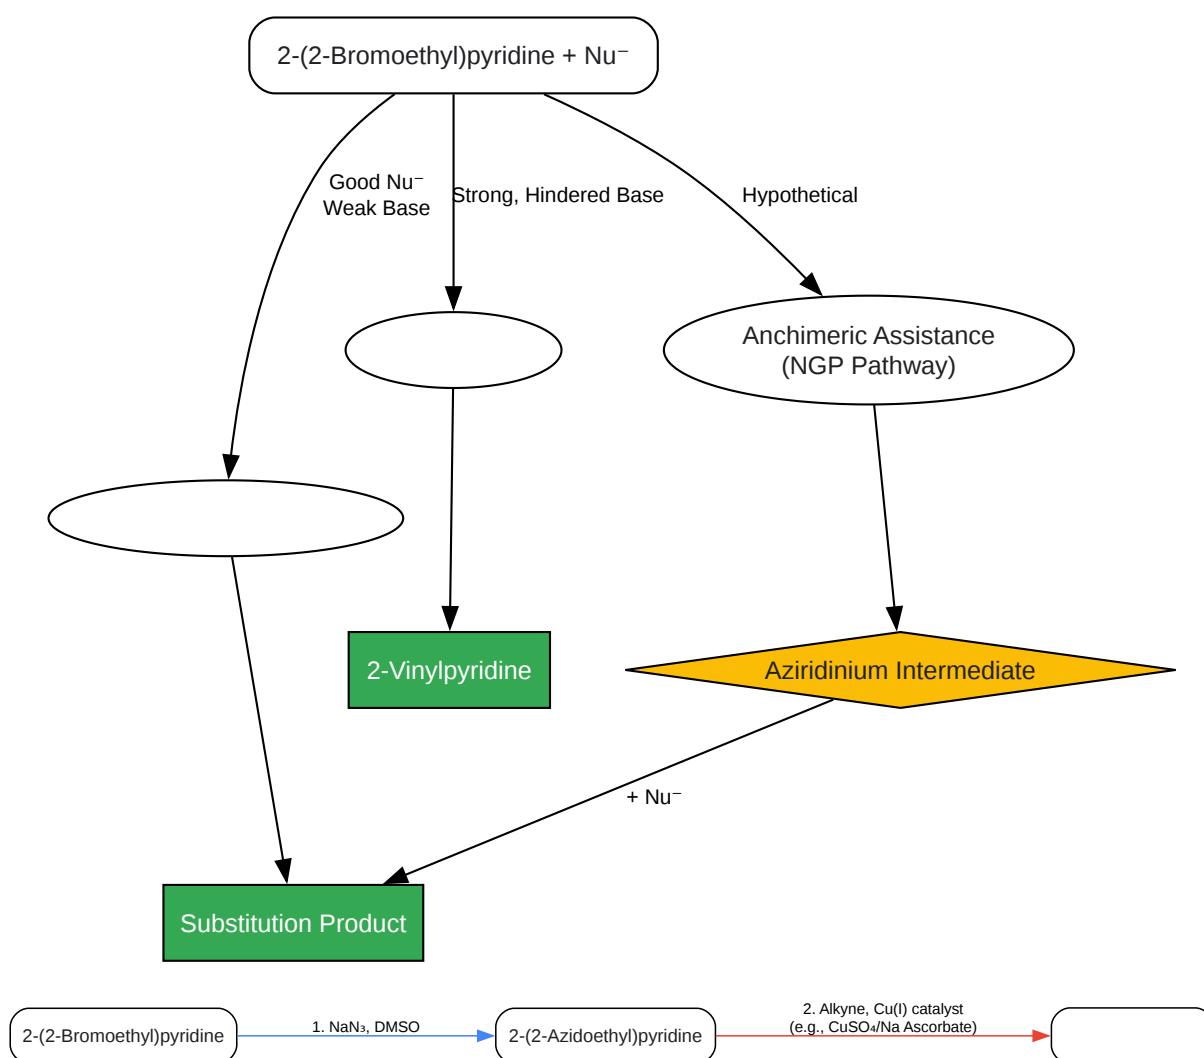 2-(2-Bromoethyl)pyridine + Nu⁻
Good Nu⁻
Weak Base
Strong, Hindered Base
Hypothetical
Anchimeric Assistance
(NGP Pathway)
2-Vinylpyridine
Aziridinium Intermediate
+ Nu⁻
Substitution Product
2-(2-Bromoethyl)pyridine
1. NaN₃, DMSO
2-(2-Azidoethyl)pyridine
2. Alkyne, Cu(I) catalyst
(e.g., CuSO₄/Na Ascorbate)